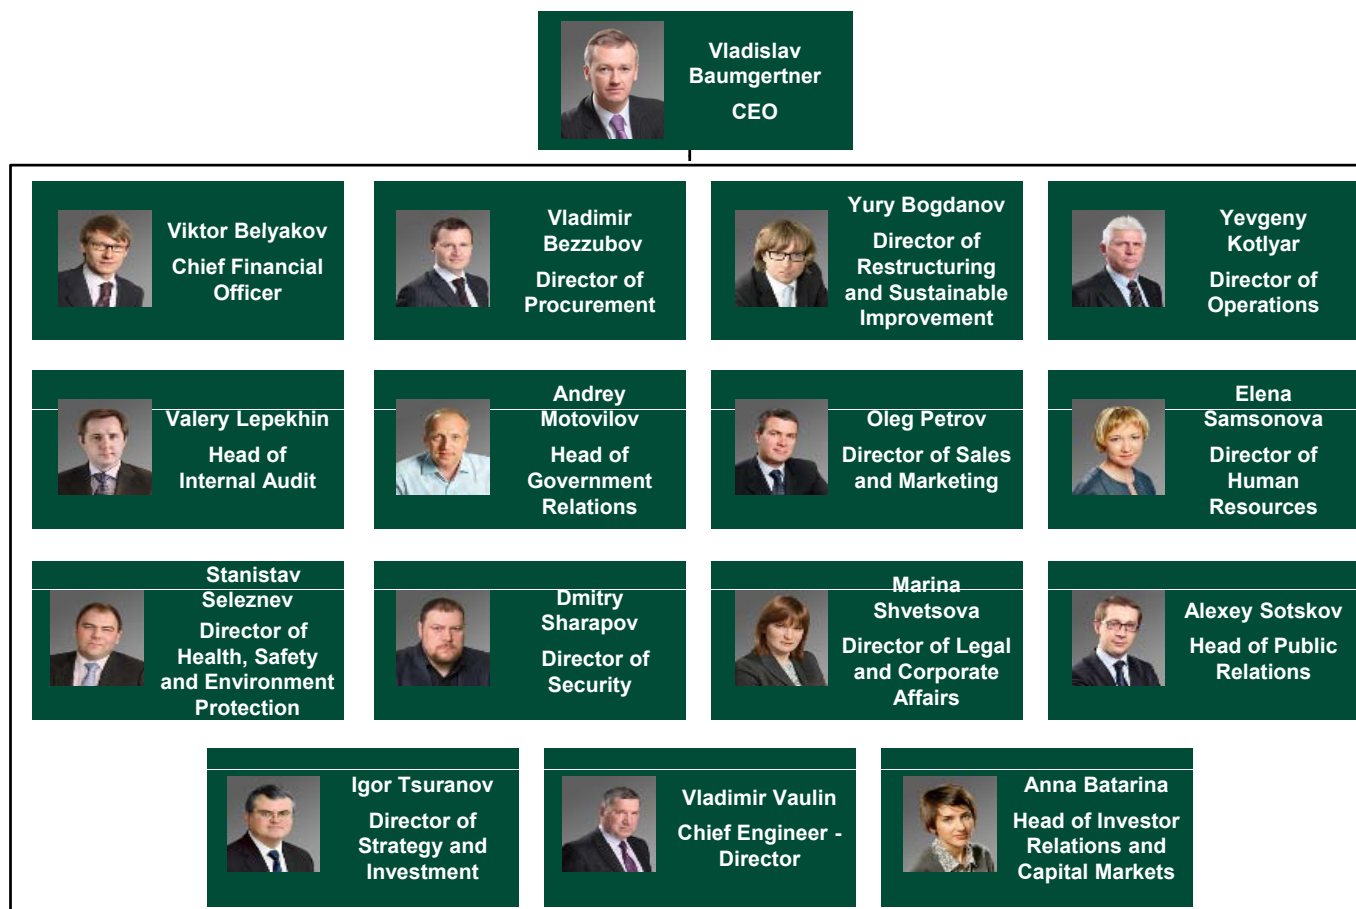 Vladislav
Baumgertner
CEO
Viktor Belyakov
Chief Financial
Officer
Vladimir
Bezzubov
Director of
Procurement
Yury Bogdanov
Director of
Restructuring
and Sustainable
Improvement
Yevgeny
Kotlyar
Director of
Operations
Valery Lepekhin
Head of
Internal Audit
Andrey
Motovilov
Head of
Government
Relations
Oleg Petrov
Director of Sales
and Marketing
Elena
Samsonova
Director of
Human
Resources
Stanistav
Seleznev
Director of
Health, Safety
and Environment
Protection
Dmitry
Sharapov
Director of
Security
Marina
Shvetsova
Director of Legal
and Corporate
Affairs
Alexey Sotskov
Head of Public
Relations
Igor Tsuranov
Director of
Strategy and
Investment
Vladimir Vaulin
Chief Engineer -
Director
Anna Batarina
Head of Investor
Relations and
Capital Markets